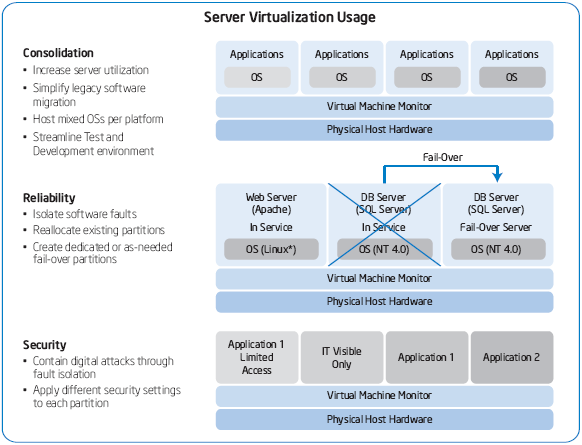 Server Virtualization Usage
Consolidation
• Increase server utilization
• Simplify legacy software
migration
• Host mixed OSs per platform
• Streamline Test and
Development environment
Applications
OS
Applications
OS
Applications
OS
Applications
OS
Virtual Machine Monitor
Physical Host Hardware
Reliability
• Isolate software faults
• Reallocate existing partitions
• Create dedicated or as-needed
fail-over partitions
Fail-Over
Web Server
(Apache)
In Service
OS (Linux*)
DB Server
(SQL Server)
In Service
OS (NT 4.0)
DB Server
(SQL Server)
Fail-Over Server
OS (NT 4.0)
Virtual Machine Monitor
Physical Host Hardware
Security
• Contain digital attacks through
fault isolation
• Apply different security settings
to each partition
Application 1
Limited
Access
IT Visible
Only
Application 1
Application 2
Virtual Machine Monitor
Physical Host Hardware